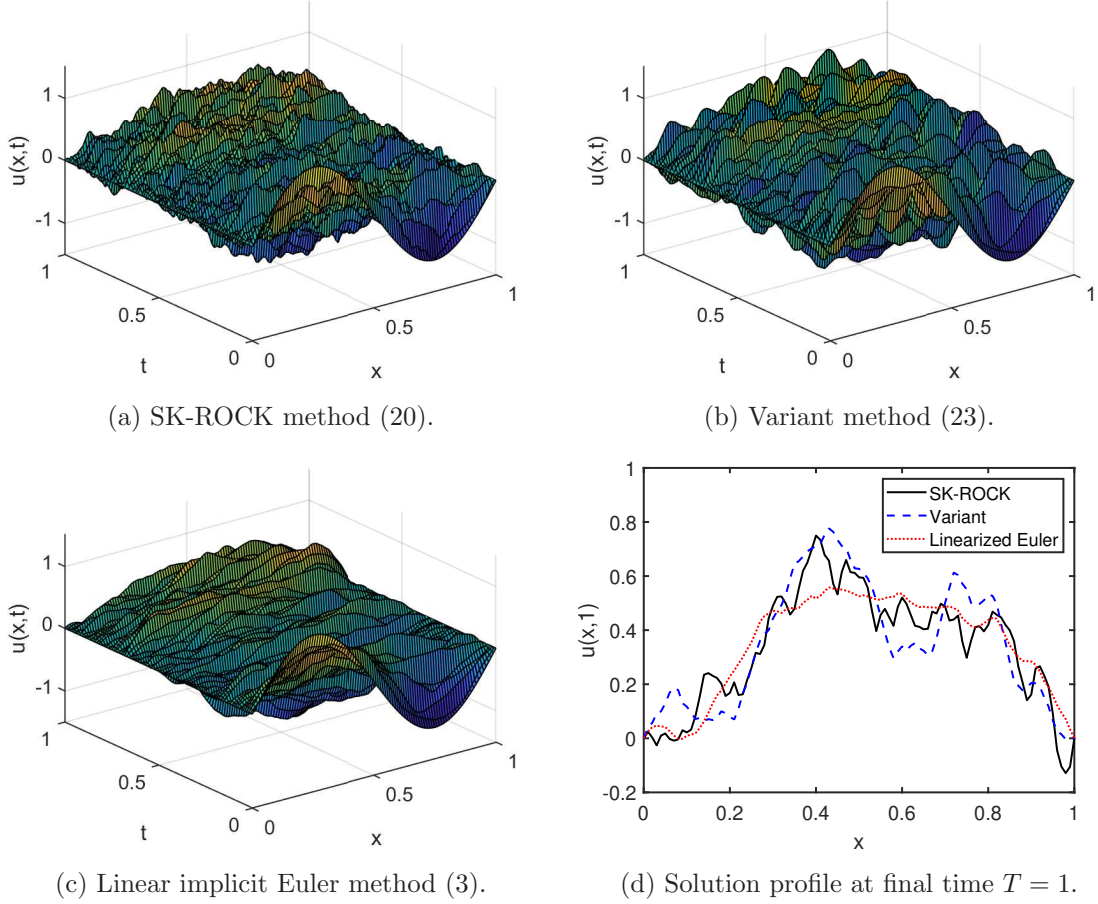 1
0
-1
u(x,t)
1
0.5
0
t
0
0.5
1
x
(a) SK-ROCK method (20).
1
0
-1
u(x,t)
1
0.5
0
t
0
0.5
1
x
(b) Variant method (23).
1
0
-1
u(x,t)
1
0.5
0
t
0
0.5
1
x
(c) Linear implicit Euler method (3).
1
0.8
0.6
0.4
0.2
0
-0.2
u(x,1)
SK-ROCK
Variant
Linearized Euler
0 0.2 0.4 0.6 0.8 1
x
(d) Solution profile at final time T = 1.